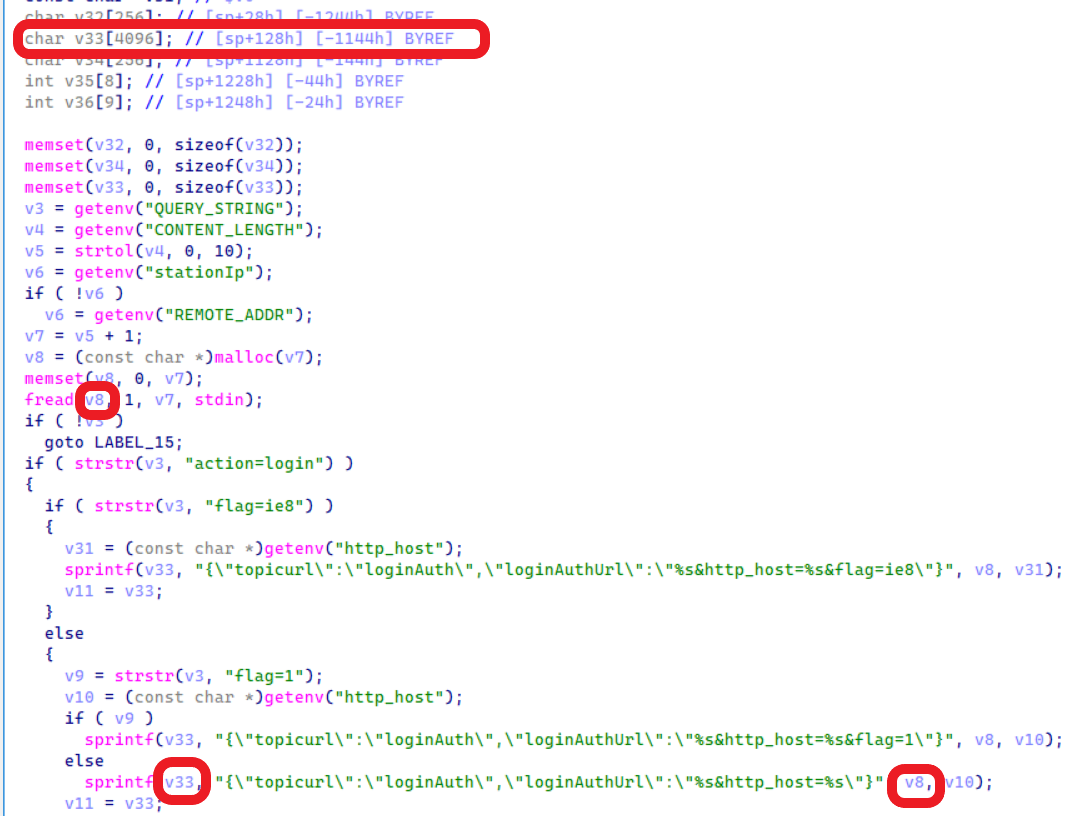 char v32[256]; // [sp+28h] [-1244h] BYREF
char v33[4096]; // [sp+128h] [-1144h] BYREF
char v34[256]; // [sp+1128h] [-144h] BYREF
int v35[8]; // [sp+1228h] [-44h] BYREF
int v36[9]; // [sp+1248h] [-24h] BYREF
memset(v32, 0, sizeof(v32));
memset(v34, 0, sizeof(v34));
memset(v33, 0, sizeof(v33));
v3 = getenv("QUERY_STRING");
v4 = getenv("CONTENT_LENGTH");
v5 = strtol(v4, 0, 10);
v6 = getenv("stationIp");
if ( !v6 )
v6 = getenv("REMOTE_ADDR");
v7 = v5 + 1;
v8 = (const char *)malloc(v7);
memset(v8, 0, v7);
fread(v8, 1, v7, stdin);
if ( !v3 )
goto LABEL_15;
if ( strstr(v3, "action=login") )
{
if ( strstr(v3, "flag=ie8") )
{
v31 = (const char *)getenv("http_host");
sprintf(v33, "{\"topicurl\":\"loginAuth\",\"loginAuthUrl\":\"%s&http_host=%s&flag=ie8\"}", v8, v31);
v11 = v33;
}
else
{
v9 = strstr(v3, "flag=1");
v10 = (const char *)getenv("http_host");
if ( v9 )
sprintf(v33, "{\"topicurl\":\"loginAuth\",\"loginAuthUrl\":\"%s&http_host=%s&flag=1\"}", v8, v10);
else
sprintf(v33, "{\"topicurl\":\"loginAuth\",\"loginAuthUrl\":\"%s&http_host=%s\"}", v8, v10);
v11 = v33;